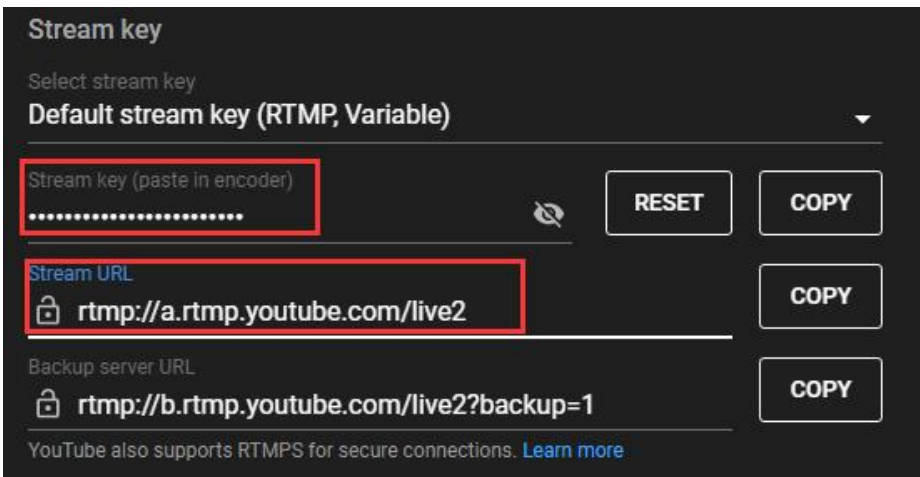 Stream key
Select stream key
Default stream key (RTMP, Variable)
Stream key (paste in encoder)
••••••••••••••••••••••••
RESET
COPY
Stream URL
rtmp://a.rtmp.youtube.com/live2
COPY
Backup server URL
rtmp://b.rtmp.youtube.com/live2?backup=1
COPY
YouTube also supports RTMPS for secure connections. Learn more